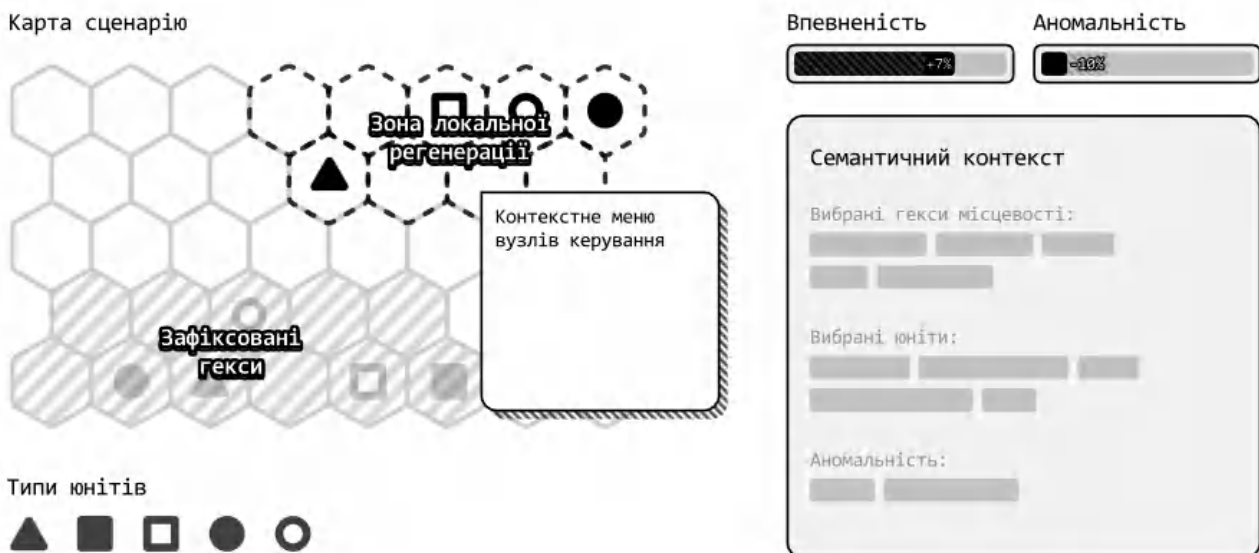 Карта сценарію
Зона локальної
регенерації
Контекстне меню
вузлів керування
Зафіксовані
гекси
Типи юнітів
Впевненість
Аномальність
+7%
-10%
Семантичний контекст
Вибрані гекси місцевості:
Вибрані юніти:
Аномальність: